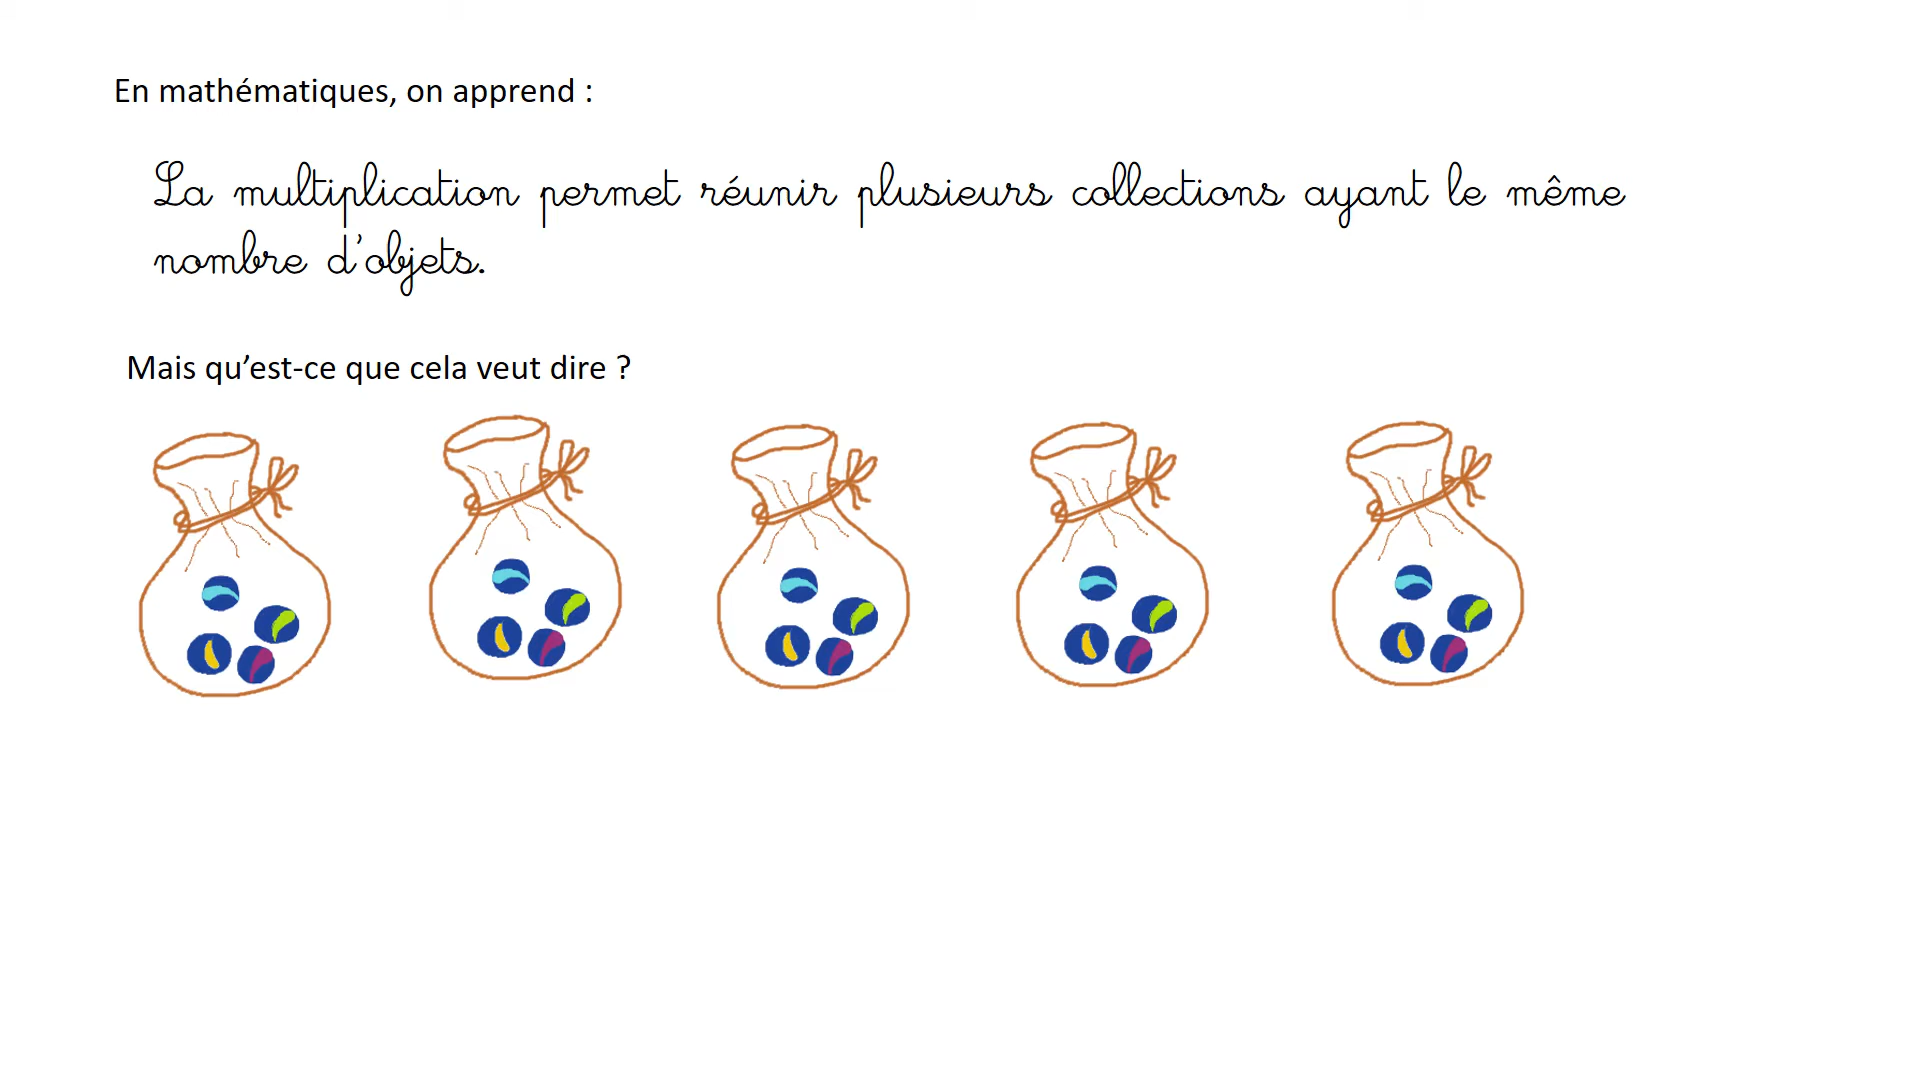 En mathématiques, on apprend :
La multiplication permet réunir plusieurs collections ayant le même
nombre d’objets.
Mais qu’est-ce que cela veut dire ?